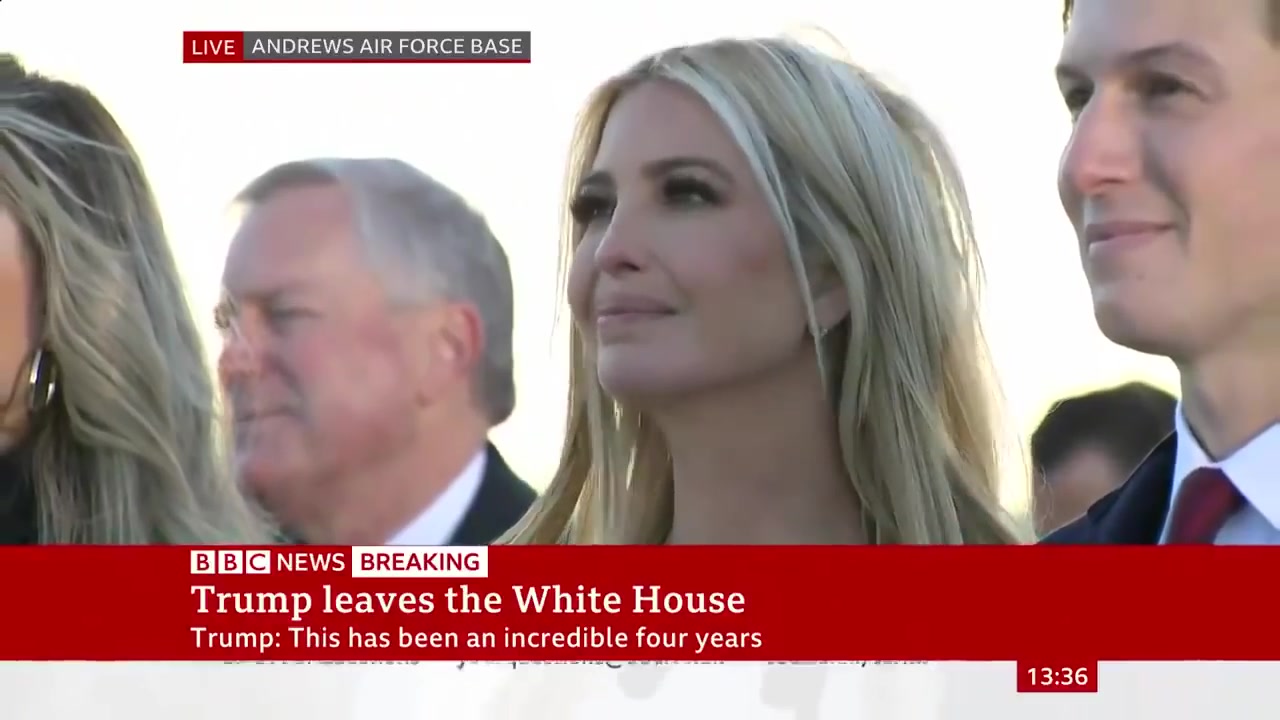 LIVE ANDREWS AIR FORCE BASE
BBC NEWS BREAKING
Trump leaves the White House
Trump: This has been an incredible four years
13:36